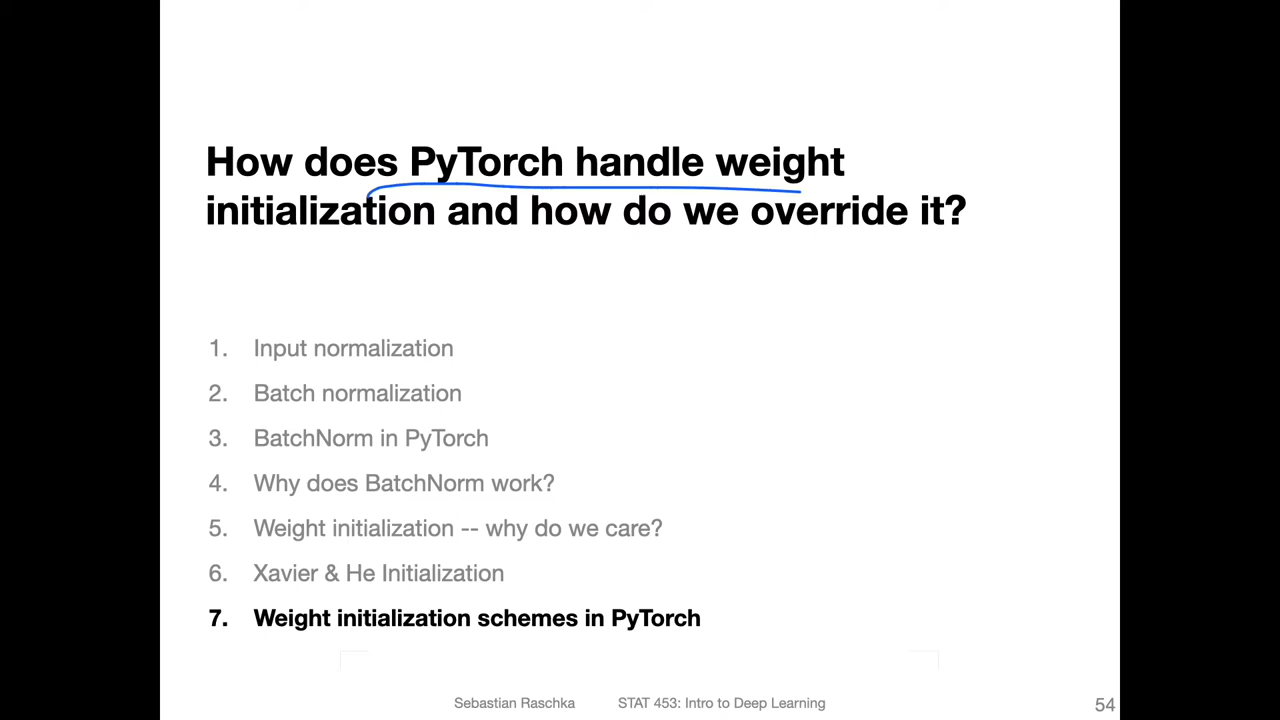 How does PyTorch handle weight
initialization and how do we override it?
1. Input normalization
2. Batch normalization
3. BatchNorm in PyTorch
4. Why does BatchNorm work?
5. Weight initialization -- why do we care?
6. Xavier & He Initialization
7. Weight initialization schemes in PyTorch
Sebastian Raschka STAT 453: Intro to Deep Learning 54